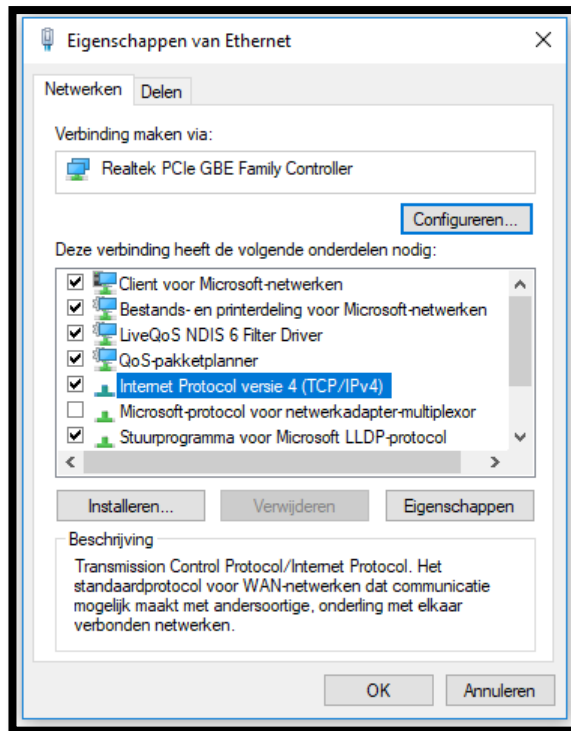 Eigenschappen van Ethernet
Netwerken
Delen
Verbinding maken via:
Realtek PCIe GBE Family Controller
Configureren...
Deze verbinding heeft de volgende onderdelen nodig:
Client voor Microsoft-netwerken
Bestands- en printerdeling voor Microsoft-netwerken
LiveQoS NDIS 6 Filter Driver
QoS-pakketplanner
Internet Protocol versie 4 (TCP/IPv4)
Microsoft-protocol voor netwerkadapter-multiplexor
Stuurprogramma voor Microsoft LLDP-protocol
Installeren...
Verwijderen
Eigenschappen
Beschrijving
Transmission Control Protocol/Internet Protocol. Het
standaardprotocol voor WAN-netwerken dat communicatie
mogelijk maakt met andersoortige, onderling met elkaar
verbonden netwerken.
OK
Annuleren